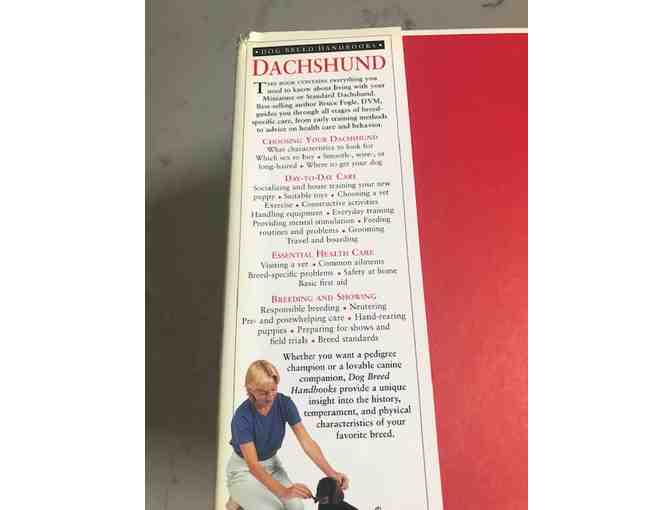 • DOG BREED HANDBOOKS •
DACHSHUND
THIS BOOK CONTAINS everything you
need to know about living with your
Miniature or Standard Dachshund.
Best-selling author Bruce Fogle, DVM,
guides you through all stages of breed-
specific care, from early training methods
to advice on health care and behavior.
CHOOSING YOUR DACHSHUND
What characteristics to look for
Which sex to buy • Smooth-, wire-, or
long-haired • Where to get your dog
DAY-TO-DAY CARE
Socializing and house training your new
puppy • Suitable toys • Choosing a vet
Exercise • Constructive activities
Handling equipment • Everyday training
Providing mental stimulation • Feeding
routines and problems • Grooming
Travel and boarding
ESSENTIAL HEALTH CARE
Visiting a vet • Common ailments
Breed-specific problems • Safety at home
Basic first aid
BREEDING AND SHOWING
Responsible breeding • Neutering
Pre- and postwhelping care • Hand-rearing
puppies • Preparing for shows and
field trials • Breed standards
Whether you want a pedigree
champion or a lovable canine
companion, Dog Breed
Handbooks provide a unique
insight into the history,
temperament, and physical
characteristics of your
favorite breed.